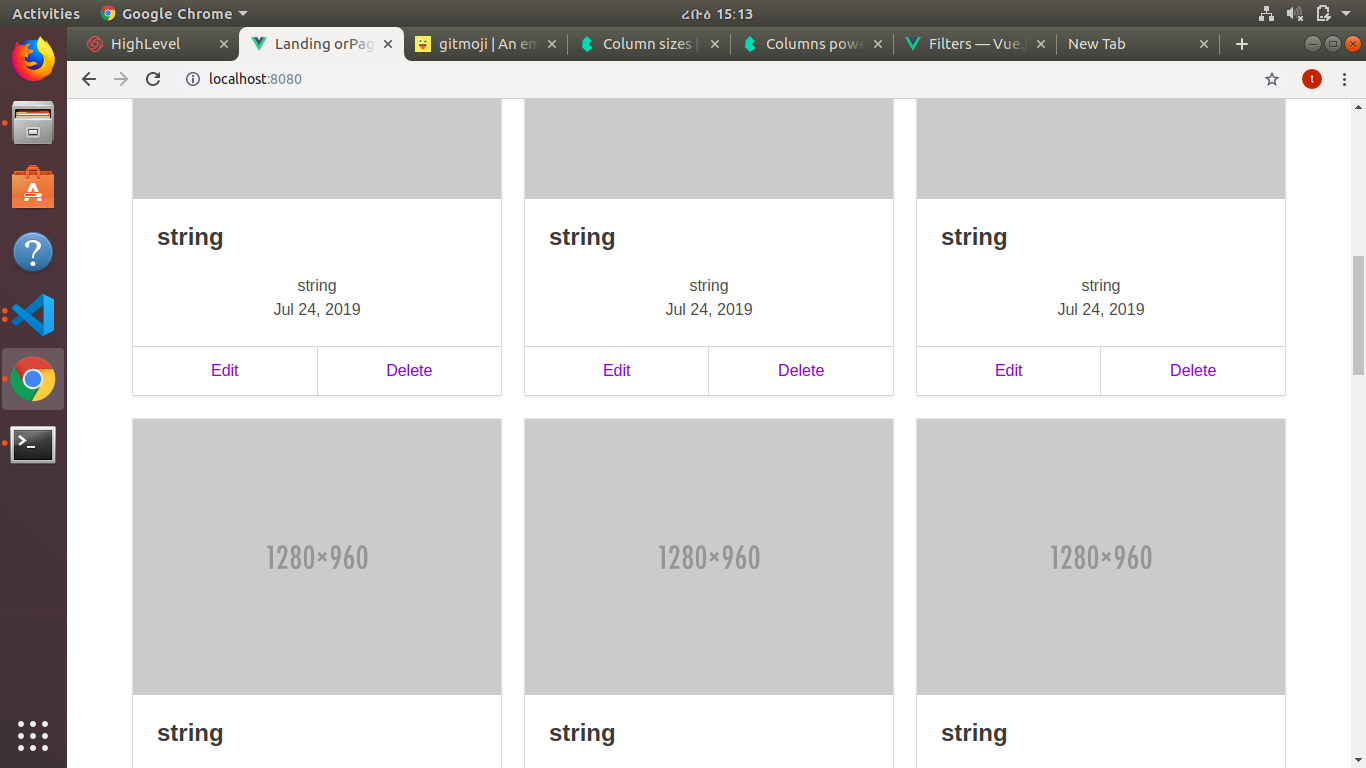 Activities Google Chrome ረቡዕ 15:13
HighLevel Landing orPag gitmoji | An em Column sizes | Columns pow Filters — Vue.j New Tab
localhost:8080 t
string string string
string string string
Jul 24, 2019 Jul 24, 2019 Jul 24, 2019
Edit Delete Edit Delete Edit Delete
1280×960 1280×960 1280×960
string string string